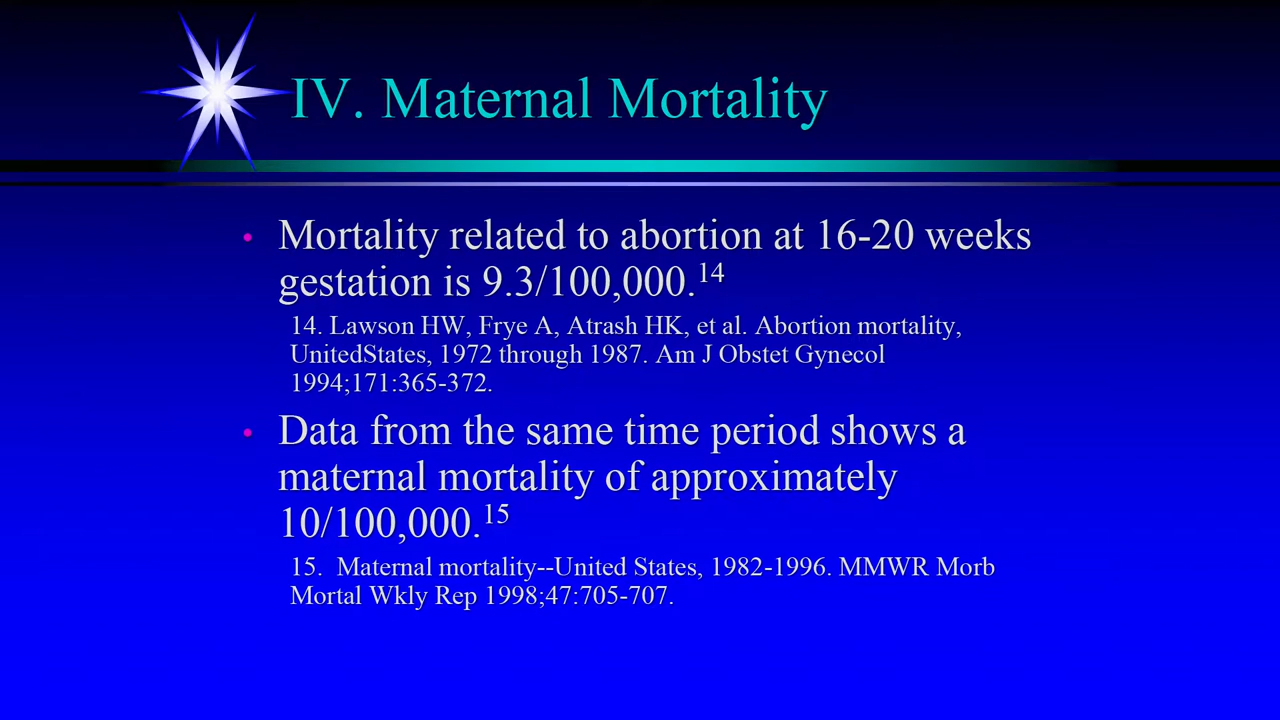 IV. Maternal Mortality
• Mortality related to abortion at 16-20 weeks
gestation is 9.3/100,000.14
14. Lawson HW, Frye A, Atrash HK, et al. Abortion mortality,
UnitedStates, 1972 through 1987. Am J Obstet Gynecol
1994;171:365-372.
• Data from the same time period shows a
maternal mortality of approximately
10/100,000.15
15. Maternal mortality--United States, 1982-1996. MMWR Morb
Mortal Wkly Rep 1998;47:705-707.